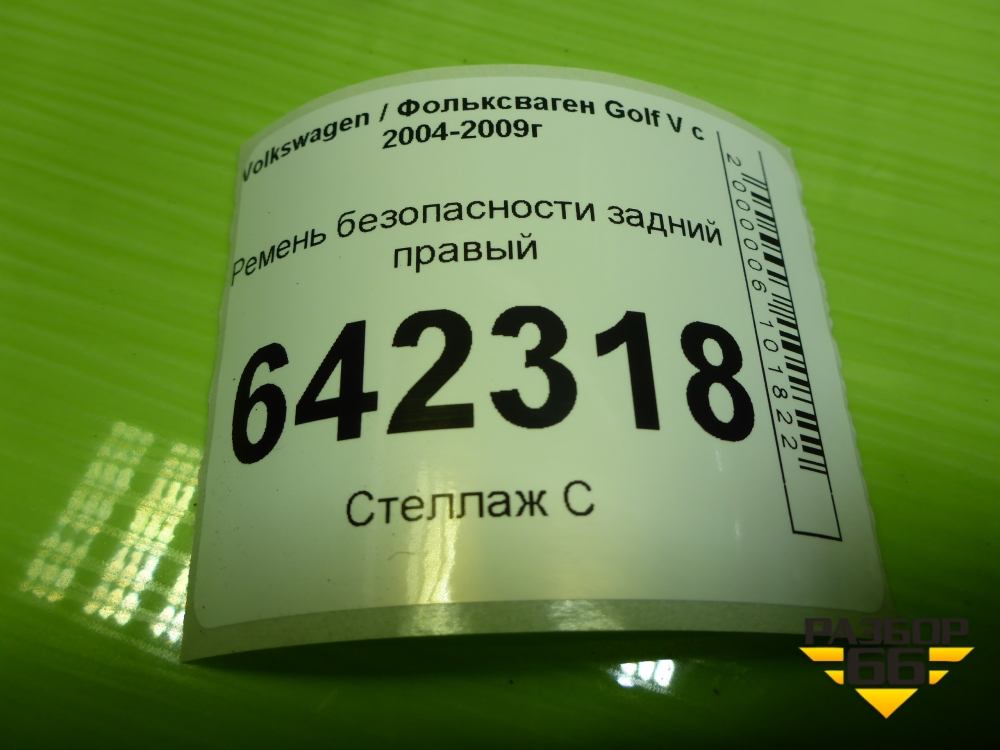 Volkswagen / Фольксваген Golf V с
2004-2009г
Ремень безопасности задний
правый
642318
Стеллаж С
2000006101822
РАЗБОР
66